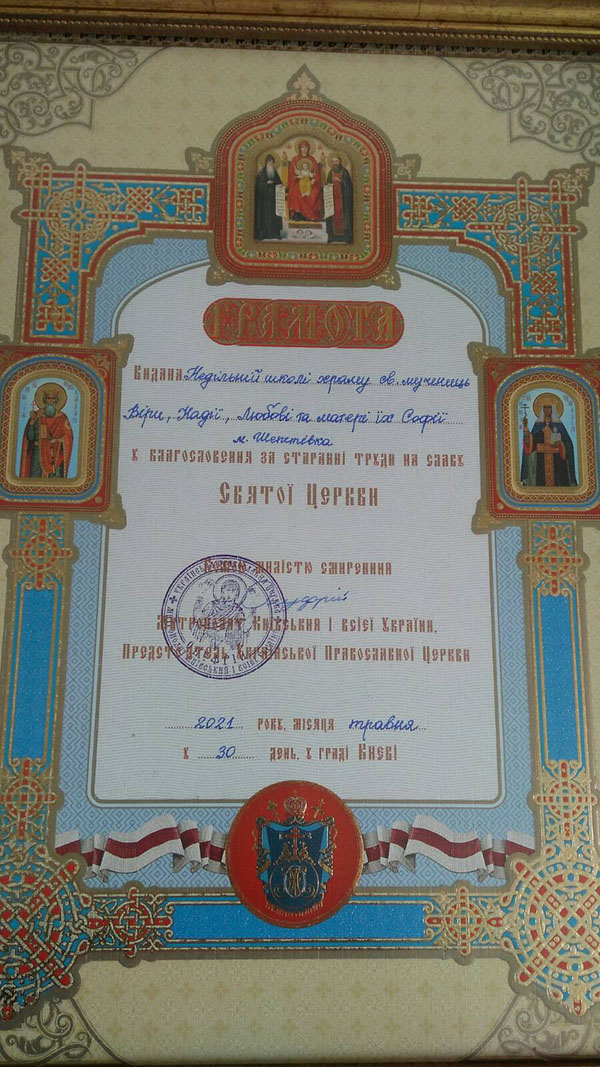 ГРАМОТА
Видана Недільній школі храму св. мучениць
Віри, Надії, Любові та матері їх Софії
м. Шепетівка
у благословення за старанні труди на славу
Святої Церкви
милістю смиренний
Митрополит Київський і всієї України,
Предстоятель Української Православної Церкви
2021 року, місяця травня
у 30 день, у граді Києві